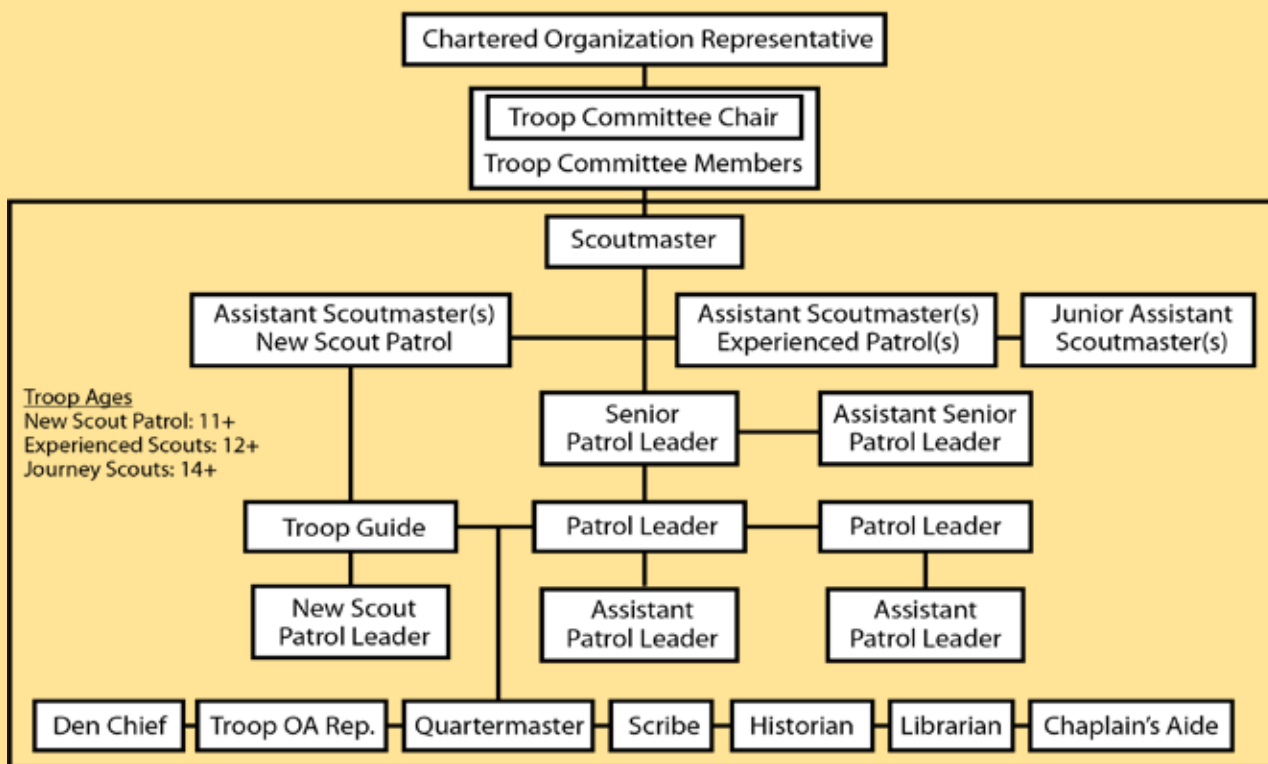 Chartered Organization Representative
Troop Committee Chair
Troop Committee Members
Scoutmaster
Assistant Scoutmaster(s)
New Scout Patrol
Assistant Scoutmaster(s)
Experienced Patrol(s)
Junior Assistant
Scoutmaster(s)
Troop Ages
New Scout Patrol: 11+
Experienced Scouts: 12+
Journey Scouts: 14+
Senior
Patrol Leader
Assistant Senior
Patrol Leader
Troop Guide
Patrol Leader
Patrol Leader
New Scout
Patrol Leader
Assistant
Patrol Leader
Assistant
Patrol Leader
Den Chief
Troop OA Rep.
Quartermaster
Scribe
Historian
Librarian
Chaplain's Aide